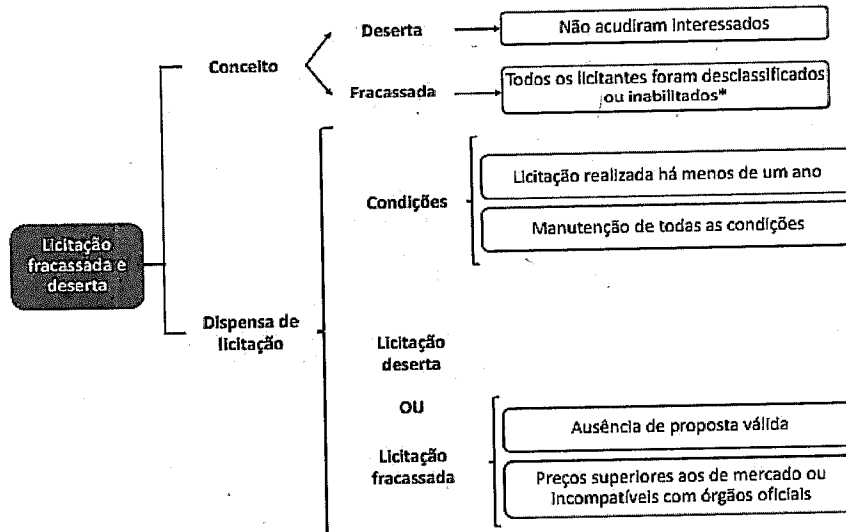 Licitação
fracassada e
deserta
Conceito
Deserta
Não acudiram interessados
Fracassada
Todos os licitantes foram desclassificados
ou inabilitados*
Dispensa de
licitação
Condições
Licitação realizada há menos de um ano
Manutenção de todas as condições
Licitação
deserta
OU
Licitação
fracassada
Ausência de proposta válida
Preços superiores aos de mercado ou
incompatíveis com órgãos oficiais